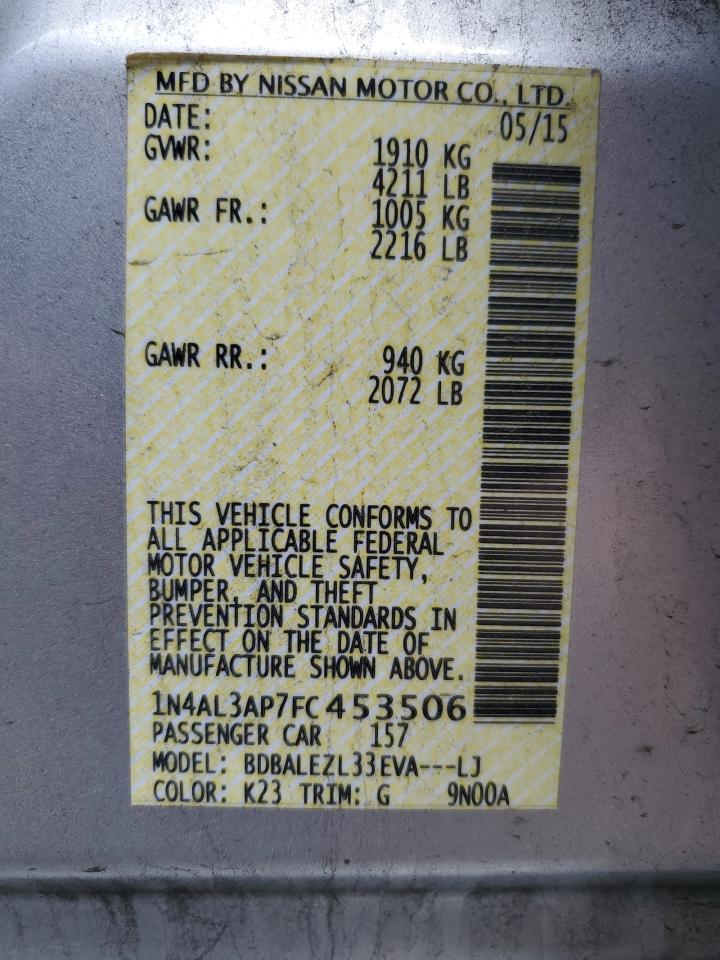 MFD BY NISSAN MOTOR CO., LTD.
DATE: 05/15
GVWR: 1910 KG
4211 LB
GAWR FR.: 1005 KG
2216 LB
GAWR RR.: 940 KG
2072 LB
THIS VEHICLE CONFORMS TO
ALL APPLICABLE FEDERAL
MOTOR VEHICLE SAFETY,
BUMPER, AND THEFT
PREVENTION STANDARDS IN
EFFECT ON THE DATE OF
MANUFACTURE SHOWN ABOVE.
1N4AL3AP7FC453506
PASSENGER CAR 157
MODEL: BDBALEZL33EVA---LJ
COLOR: K23 TRIM: G 9N00A